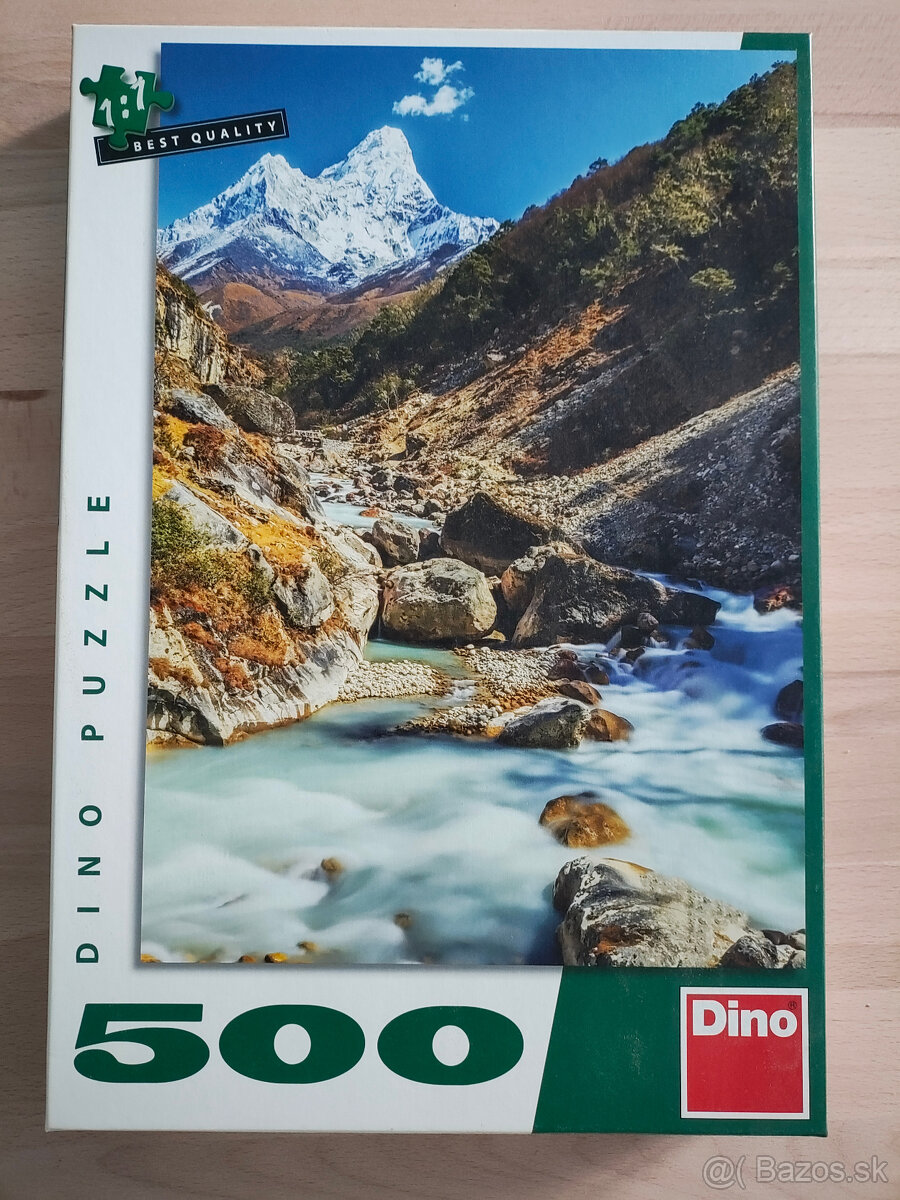 1:1
BEST QUALITY
DINO PUZZLE
500
Dino®
@( Bazos.sk